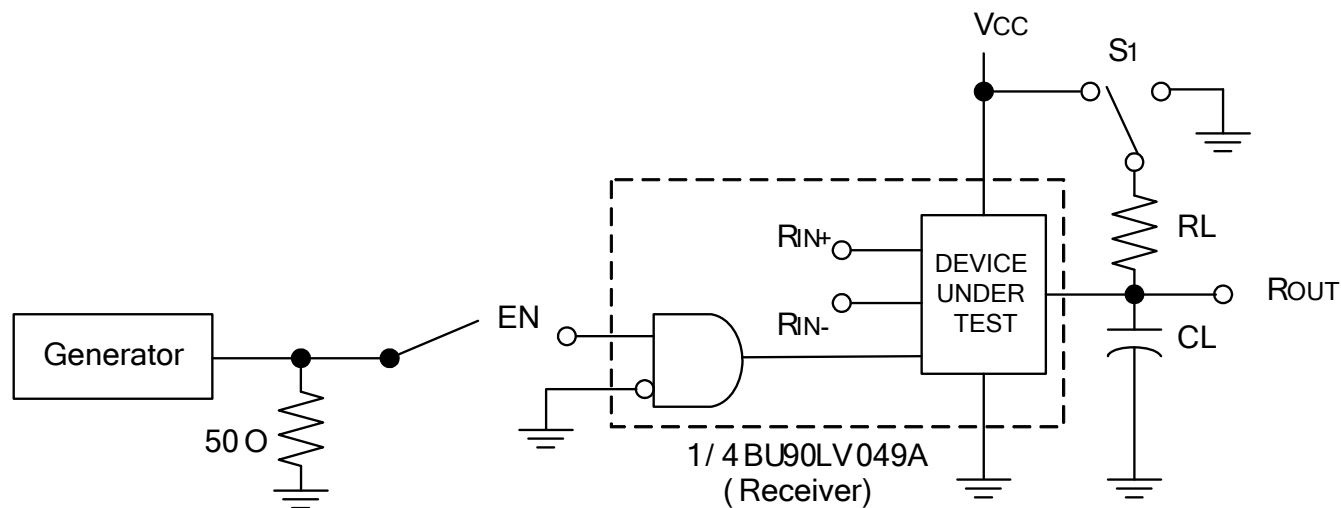 VCC
S1
RIN+
RIN-
DEVICE
UNDER
TEST
RL
ROUT
CL
EN
Generator
50 O
1/4 BU90LV049A
(Receiver)